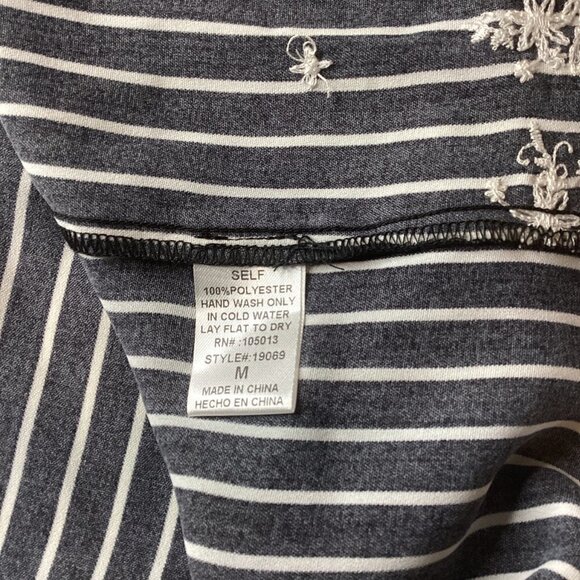 SELF
100%POLYESTER
HAND WASH ONLY
IN COLD WATER
LAY FLAT TO DRY
RN# :105013
STYLE#:19069
M
MADE IN CHINA
HECHO EN CHINA